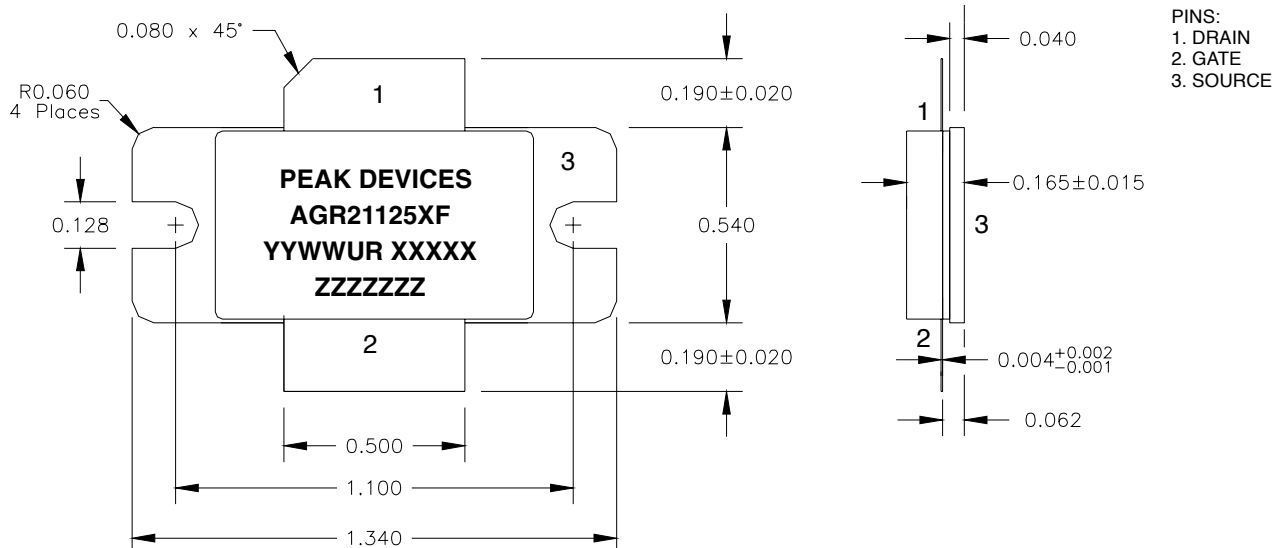 0.080 x 45°
R0.060
4 Places
0.128
1
3
PEAK DEVICES
AGR21125XF
YYWWUR XXXXX
ZZZZZZZ
2
0.190±0.020
0.540
0.190±0.020
0.500
1.100
1.340
0.040
1
0.165±0.015
3
2
0.004+0.002
-0.001
0.062
PINS:
1. DRAIN
2. GATE
3. SOURCE